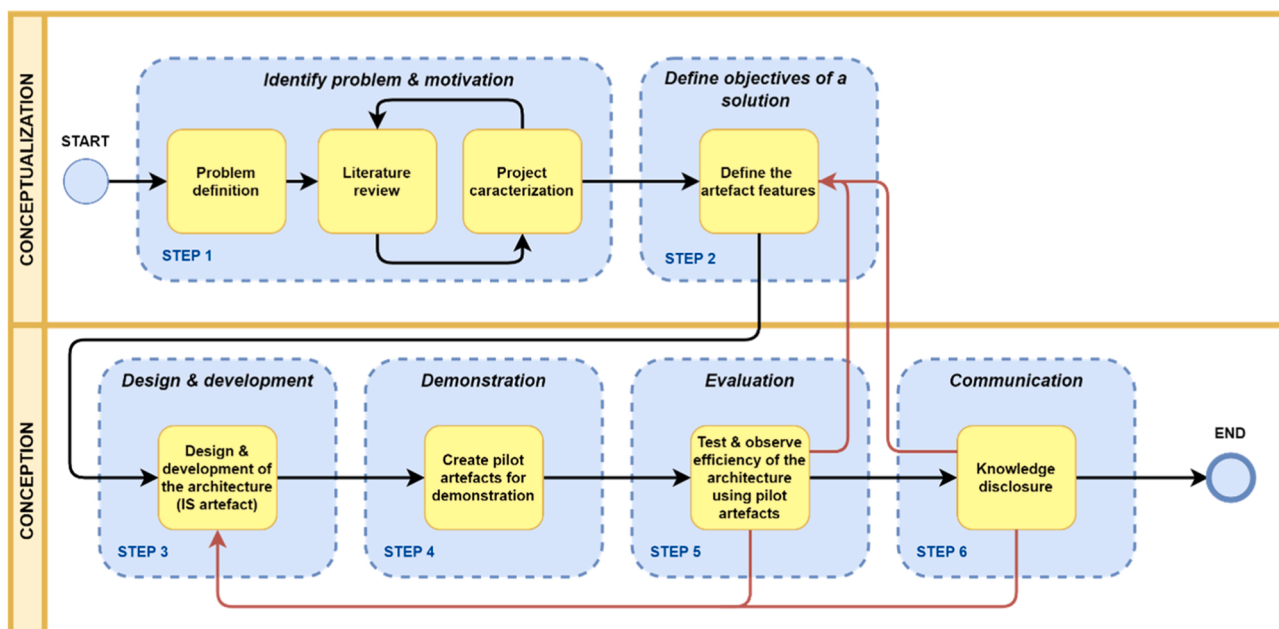 CONCEPTUALIZATION
Identify problem & motivation
Define objectives of a
solution
START
Problem
definition
Literature
review
Project
caracterization
Define the
artefact features
STEP 1
STEP 2
CONCEPTION
Design & development
Demonstration
Evaluation
Communication
Design &
development of
the architecture
(IS artefact)
Create pilot
artefacts for
demonstration
Test & observe
efficiency of the
architecture
using pilot
artefacts
Knowledge
disclosure
END
STEP 3
STEP 4
STEP 5
STEP 6